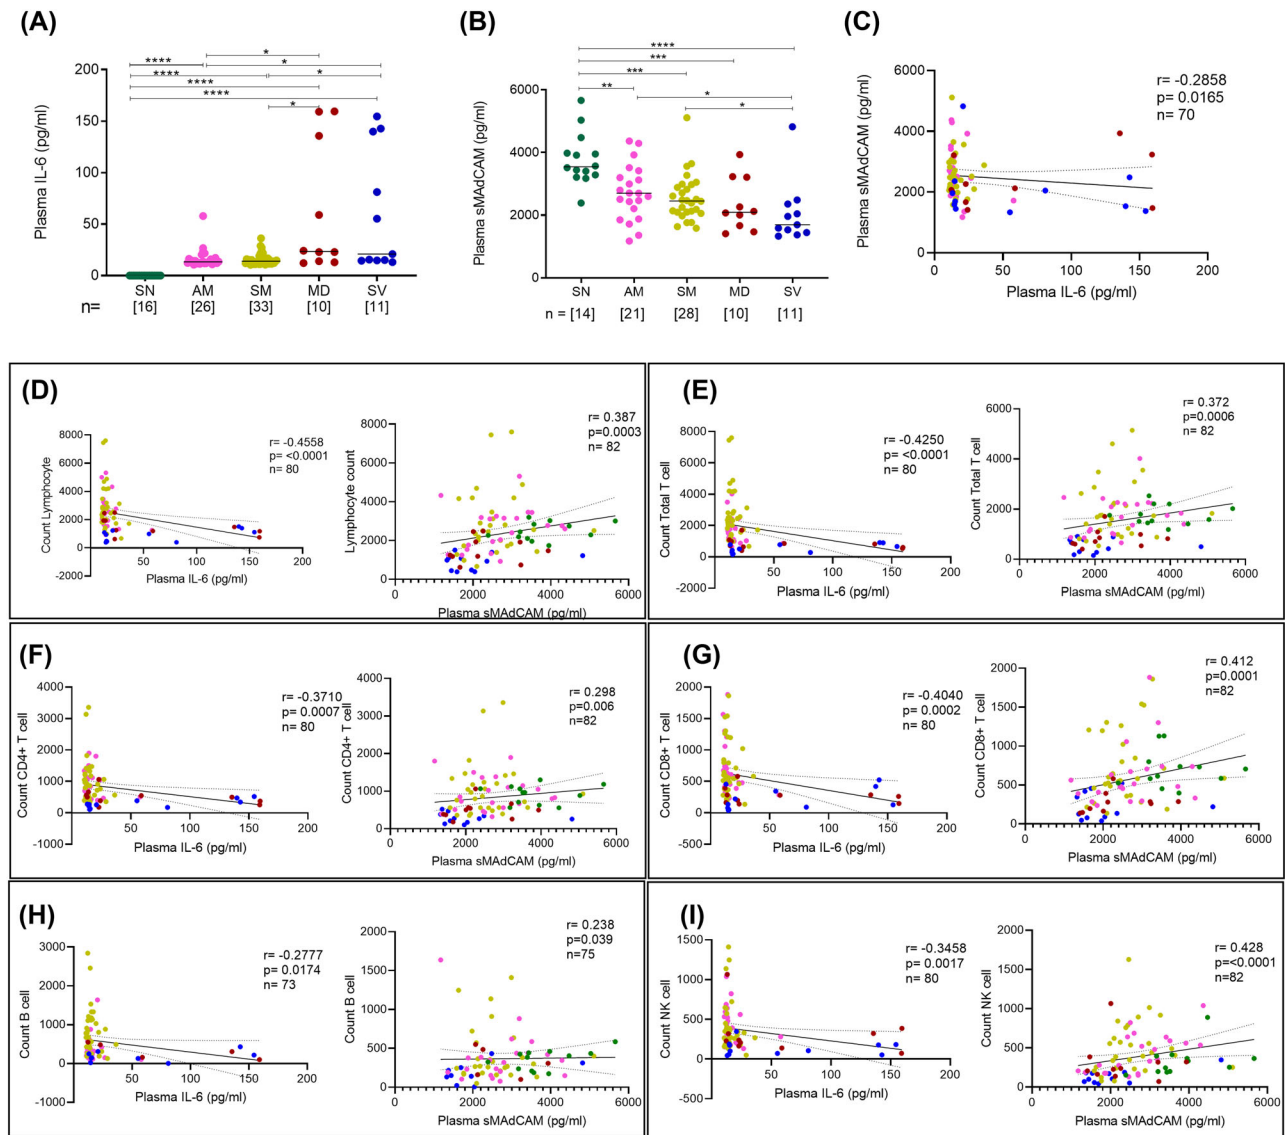 (A)
****
*
****
*
****
*
****
****
*
Plasma IL-6 (pg/ml)
200
150
100
50
0
SN AM SM MD SV
n= [16] [26] [33] [10] [11]
(B)
****
***
***
**
*
*
Plasma sMAdCAM (pg/ml)
6000
4000
2000
0
SN AM SM MD SV
n = [14] [21] [28] [10] [11]
(C)
r= -0.2858
p= 0.0165
n= 70
Plasma sMAdCAM (pg/ml)
6000
4000
2000
0
0 50 100 150 200
Plasma IL-6 (pg/ml)
(D)
r= -0.4558
p= <0.0001
n= 80
Count Lymphocyte
8000
6000
4000
2000
0
-2000
50 100 150 200
Plasma IL-6 (pg/ml)
r= 0.387
p=0.0003
n= 82
Lymphocyte count
8000
6000
4000
2000
0
0 2000 4000 6000
Plasma sMAdCAM (pg/ml)
(E)
r= -0.4250
p= <0.0001
n= 80
Count Total T cell
8000
6000
4000
2000
0
-2000
50 100 150 200
Plasma IL-6 (pg/ml)
r= 0.372
p=0.0006
n= 82
Count Total T cell
6000
4000
2000
0
0 2000 4000 6000
Plasma sMAdCAM (pg/ml)
(F)
r= -0.3710
p= 0.0007
n= 80
Count CD4+ T cell
4000
3000
2000
1000
0
-1000
50 100 150 200
Plasma IL-6 (pg/ml)
r= 0.298
p=0.006
n=82
Count CD4+ T cell
4000
3000
2000
1000
0
0 2000 4000 6000
Plasma sMAdCAM (pg/ml)
(G)
r= -0.4040
p= 0.0002
n= 80
Count CD8+ T cell
2000
1500
1000
500
0
-500
50 100 150 200
Plasma IL-6 (pg/ml)
r= 0.412
p=0.0001
n=82
Count CD8+ T cell
2000
1500
1000
500
0
0 2000 4000 6000
Plasma sMAdCAM (pg/ml)
(H)
r= -0.2777
p= 0.0174
n= 73
Count B cell
3000
2000
1000
0
-1000
50 100 150 200
Plasma IL-6 (pg/ml)
r= 0.238
p=0.039
n=75
Count B cell
2000
1500
1000
500
0
0 2000 4000 6000
Plasma sMAdCAM (pg/ml)
(I)
r= -0.3458
p= 0.0017
n= 80
Count NK cell
1500
1000
500
0
-500
50 100 150 200
Plasma IL-6 (pg/ml)
r= 0.428
p=<0.0001
n=82
Count NK cell
2000
1500
1000
500
0
0 2000 4000 6000
Plasma sMAdCAM (pg/ml)